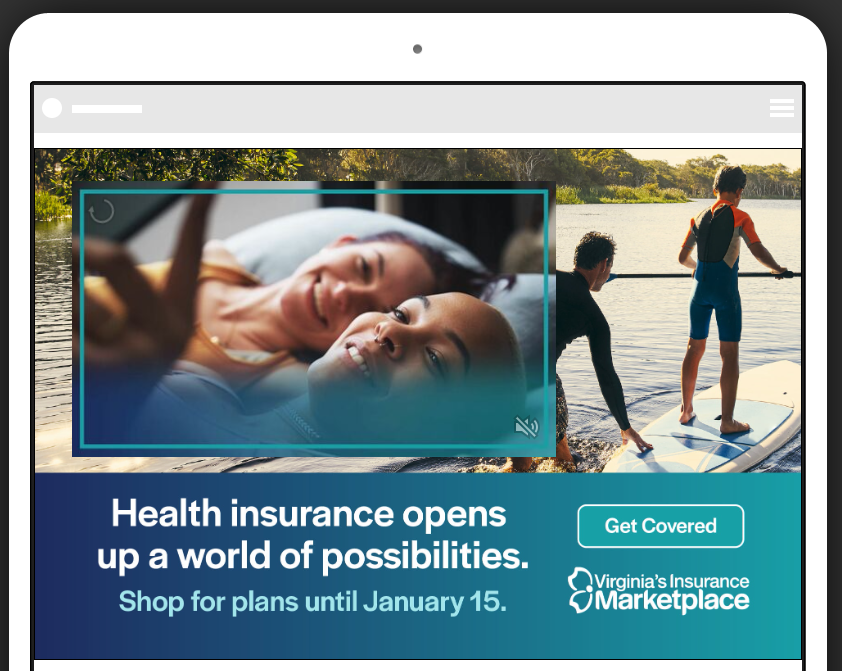 Health insurance opens
up a world of possibilities.
Shop for plans until January 15.
Get Covered
Virginia's Insurance
Marketplace